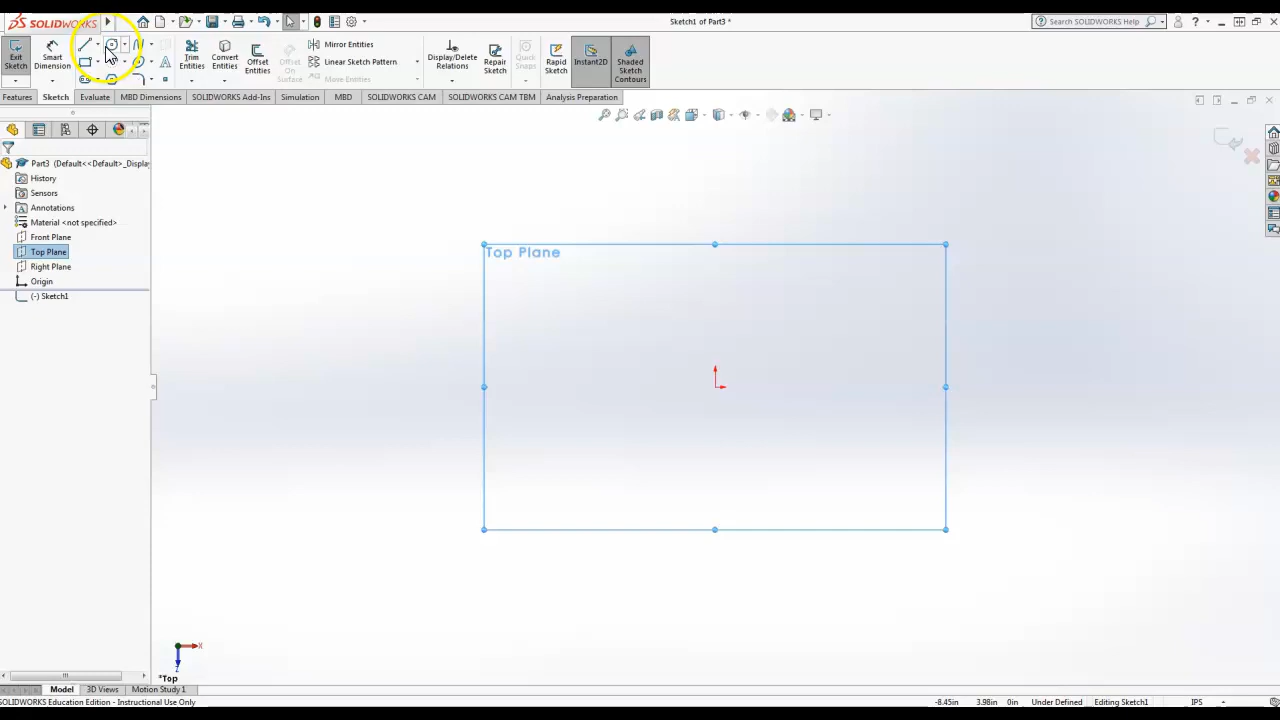 SOLIDWORKS
Sketch1 of Part3 *
Search SOLIDWORKS Help
Exit Sketch
Smart Dimension
Trim Entities
Convert Entities
Offset Entities
Offset On Surface
Mirror Entities
Linear Sketch Pattern
Move Entities
Display/Delete Relations
Repair Sketch
Quick Snaps
Rapid Sketch
Instant2D
Shaded Sketch Contours
Features
Sketch
Evaluate
MBD Dimensions
SOLIDWORKS Add-Ins
Simulation
MBD
SOLIDWORKS CAM
SOLIDWORKS CAM TBM
Analysis Preparation
Part3 (Default<<Default>_Displa
History
Sensors
Annotations
Material <not specified>
Front Plane
Top Plane
Right Plane
Origin
(-) Sketch1
Top Plane
X
Z
*Top
Model
3D Views
Motion Study 1
SOLIDWORKS Education Edition - Instructional Use Only
-8.45in
3.98in
0in
Under Defined
Editing Sketch1
IPS